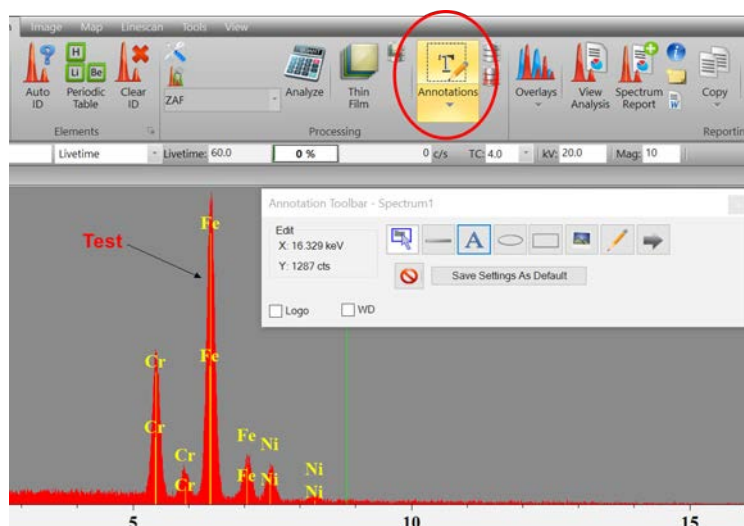 Image Map Linescan Tools View
H
Li Be
T
Auto ID
Periodic Table
Clear ID
ZAF
Analyze
Thin Film
Annotations
Overlays
View Analysis
Spectrum Report
Copy
Elements
Processing
Reportin
Livetime Livetime: 60.0 0 % 0 c/s TC: 4.0 kV: 20.0 Mag: 10
Annotation Toolbar - Spectrum1
Edit
X: 16.329 keV
Y: 1287 cts
A
Save Settings As Default
Logo WD
Test
Fe
Cr Fe
Cr Cr Fe Ni Ni
Cr Fe Ni Ni
5 10 15